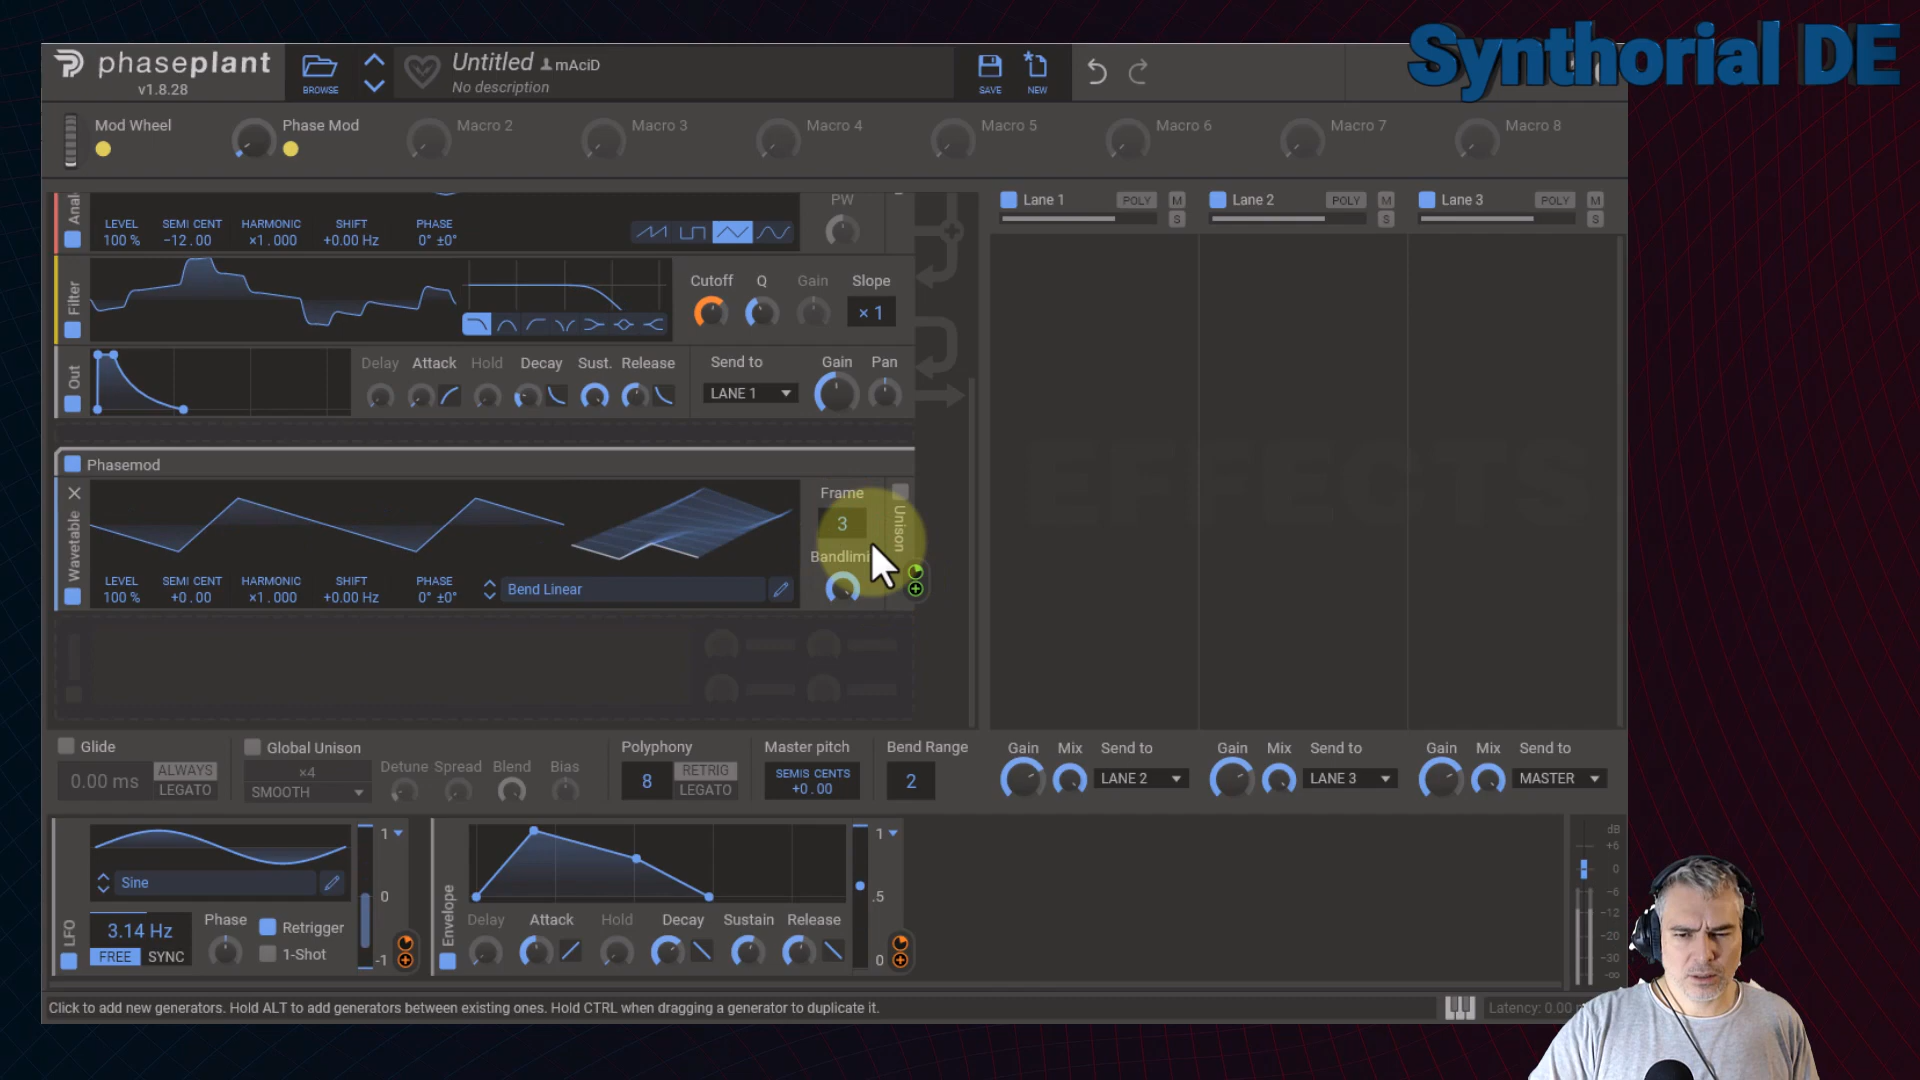 Synthorial DE
phaseplant
v1.8.28
BROWSE
Untitled mAciD
No description
SAVE
NEW
Mod Wheel
Phase Mod
Macro 2
Macro 3
Macro 4
Macro 5
Macro 6
Macro 7
Macro 8
Anal
LEVEL SEMI CENT HARMONIC SHIFT PHASE
100 % -12.00 ×1.000 +0.00 Hz 0° ±0°
PW
Lane 1 POLY M
S
Lane 2 POLY M
S
Lane 3 POLY M
S
Filter
Cutoff Q Gain Slope
× 1
Out
Delay Attack Hold Decay Sust. Release
Send to
LANE 1
Gain Pan
EFFECTS
Phasemod
Wavetable
Frame
3
Unison
Bandlimi
LEVEL SEMI CENT HARMONIC SHIFT PHASE
100 % +0.00 ×1.000 +0.00 Hz 0° ±0°
Bend Linear
Glide
0.00 ms
ALWAYS
LEGATO
Global Unison
×4
SMOOTH
Detune Spread Blend Bias
Polyphony
8
RETRIG
LEGATO
Master pitch
SEMIS CENTS
+0.00
Bend Range
2
Gain Mix Send to
LANE 2
Gain Mix Send to
LANE 3
Gain Mix Send to
MASTER
LFO
Sine
3.14 Hz
FREE SYNC
Phase
Retrigger
1-Shot
1
0
-1
Envelope
Delay Attack Hold Decay Sustain Release
1
.5
0
dB
+6
0
-6
-12
-20
-30
-∞
Click to add new generators. Hold ALT to add generators between existing ones. Hold CTRL when dragging a generator to duplicate it.
Latency: 0.00